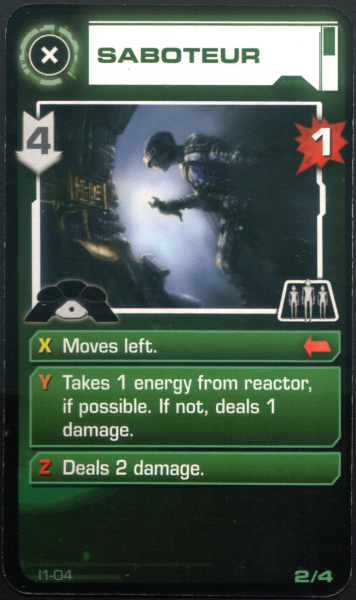 X
SABOTEUR
4
1
X Moves left.
Y Takes 1 energy from reactor,
if possible. If not, deals 1
damage.
Z Deals 2 damage.
I1-04
2/4